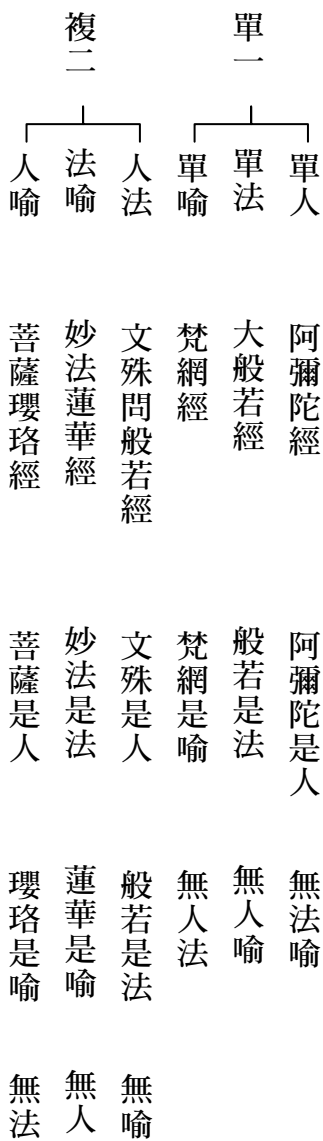 單一
單人 阿彌陀經 阿彌陀是人 無法喻
單法 大般若經 般若是法 無人喻
單喻 梵網經 梵網是喻 無人法
複二
人法 文殊問般若經 文殊是人 般若是法 無喻
法喻 妙法蓮華經 妙法是法 蓮華是喻 無人
人喻 菩薩瓔珞經 菩薩是人 瓔珞是喻 無法